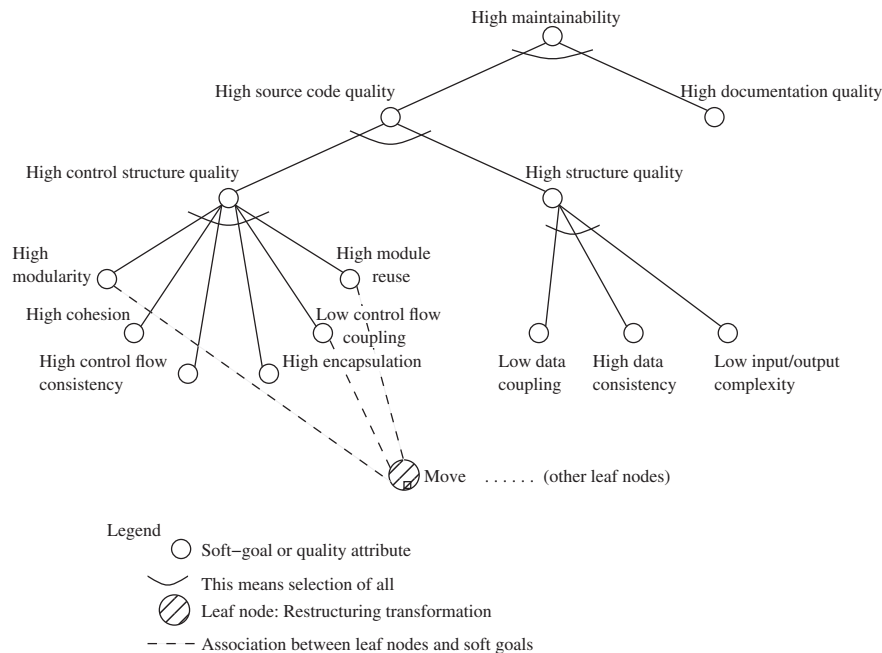 High maintainability
High source code quality
High documentation quality
High control structure quality
High structure quality
High
modularity
High module
reuse
High cohesion
Low control flow
coupling
High control flow
consistency
High encapsulation
Low data
coupling
High data
consistency
Low input/output
complexity
Move ...... (other leaf nodes)
Legend
Soft−goal or quality attribute
This means selection of all
Leaf node: Restructuring transformation
Association between leaf nodes and soft goals